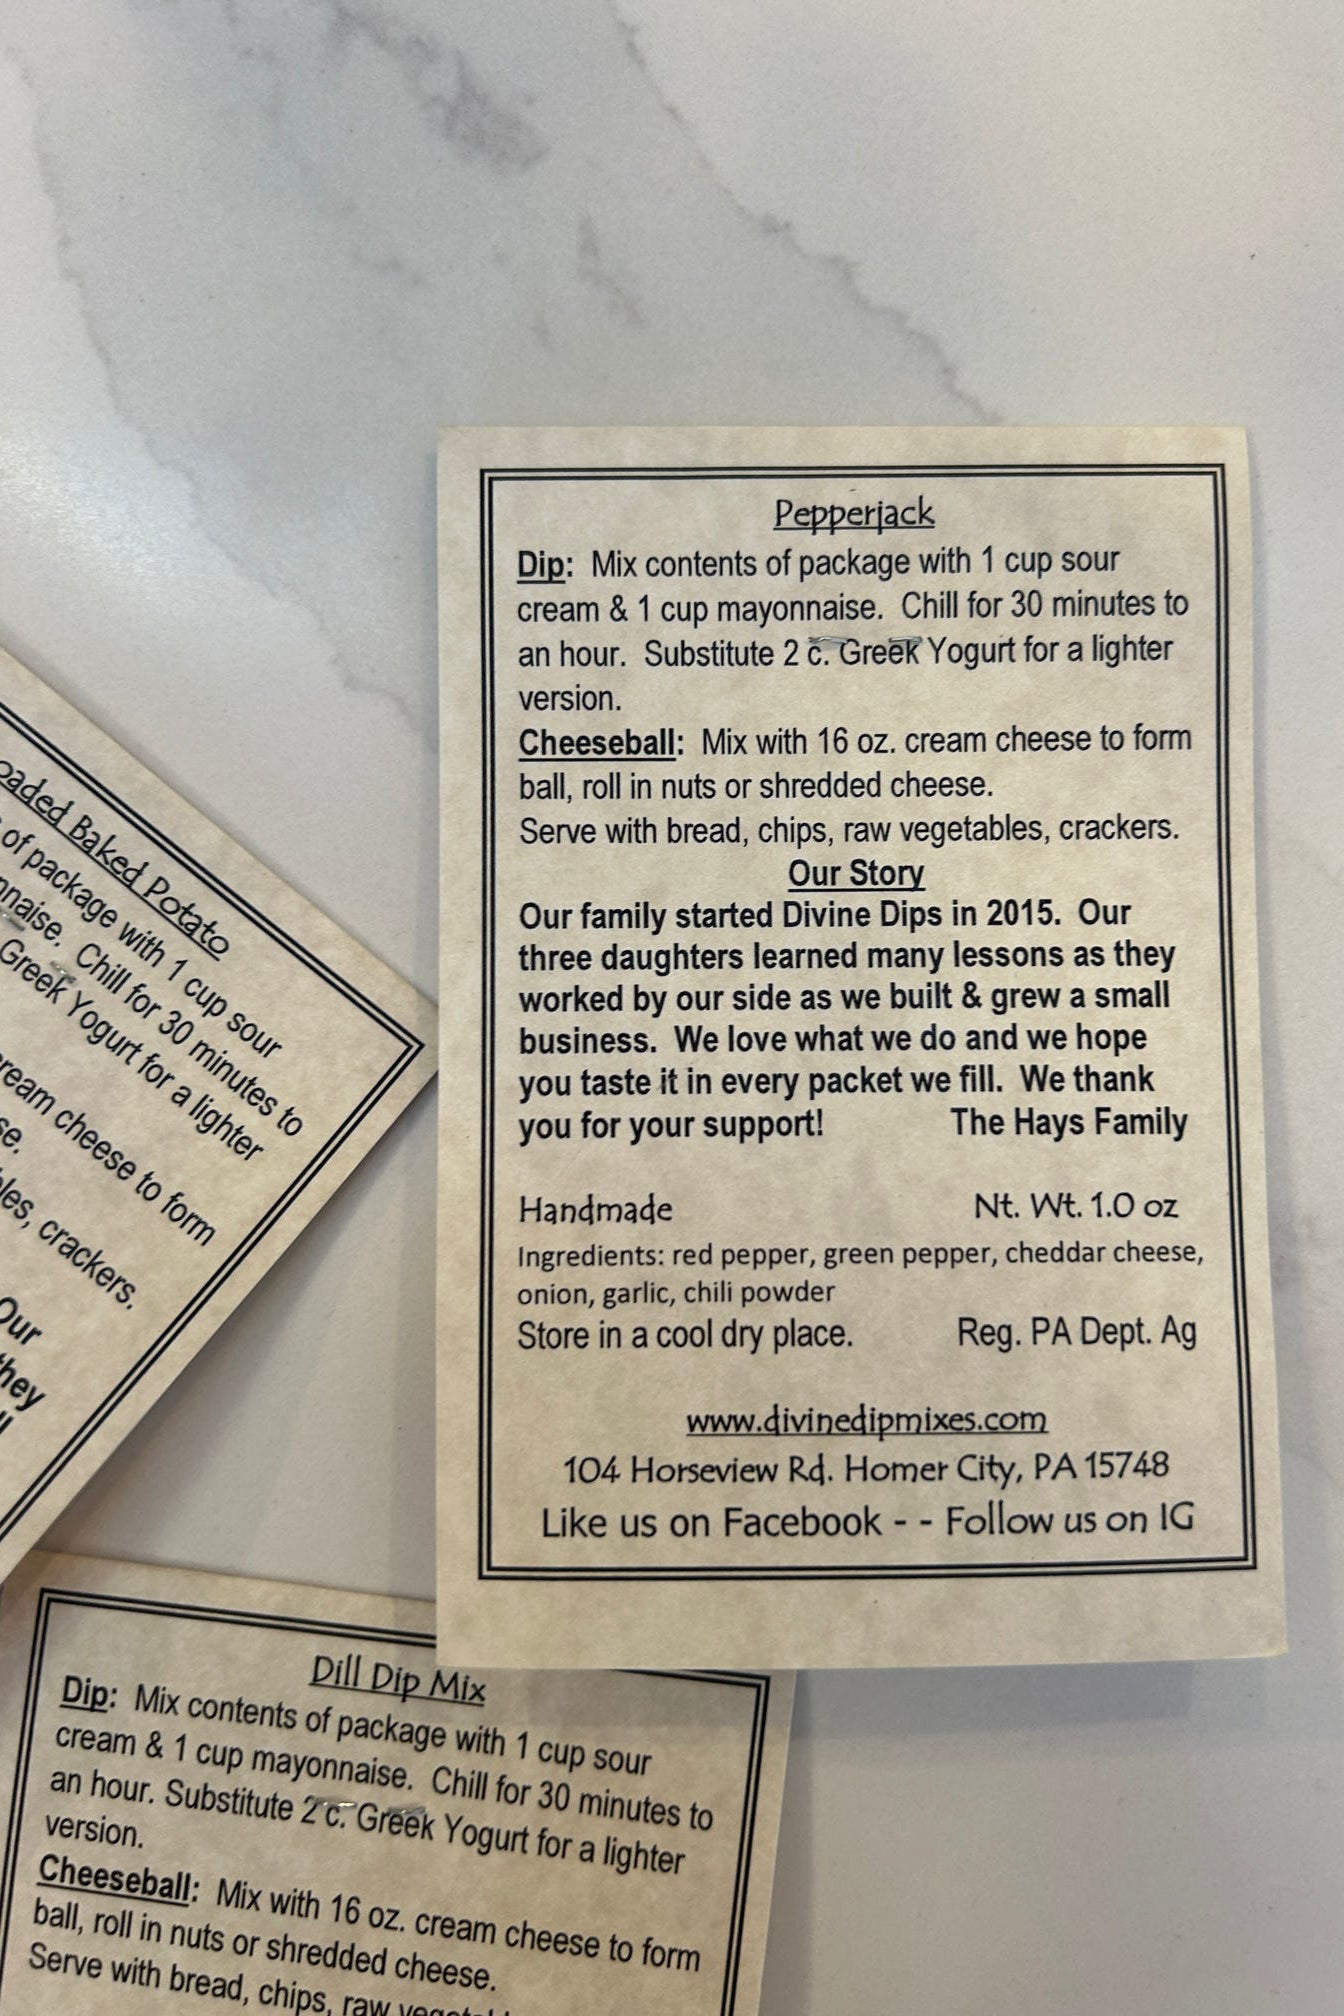 Pepperjack
Dip: Mix contents of package with 1 cup sour
cream & 1 cup mayonnaise. Chill for 30 minutes to
an hour. Substitute 2 c. Greek Yogurt for a lighter
version.
Cheeseball: Mix with 16 oz. cream cheese to form
ball, roll in nuts or shredded cheese.
Serve with bread, chips, raw vegetables, crackers.
Our Story
Our family started Divine Dips in 2015. Our
three daughters learned many lessons as they
worked by our side as we built & grew a small
business. We love what we do and we hope
you taste it in every packet we fill. We thank
you for your support! The Hays Family
Handmade Nt. Wt. 1.0 oz
Ingredients: red pepper, green pepper, cheddar cheese,
onion, garlic, chili powder
Store in a cool dry place. Reg. PA Dept. Ag
www.divinedipmixes.com
104 Horseview Rd. Homer City, PA 15748
Like us on Facebook - - Follow us on IG
Baked Potato
of package with 1 cup sour
Chill for 30 minutes to
Greek Yogurt for a lighter
cream cheese to form
crackers.
Our
they
Dill Dip Mix
Dip: Mix contents of package with 1 cup sour
cream & 1 cup mayonnaise. Chill for 30 minutes to
an hour. Substitute 2 c. Greek Yogurt for a lighter
version.
Cheeseball: Mix with 16 oz. cream cheese to form
ball, roll in nuts or shredded cheese.
Serve with bread, chips, raw